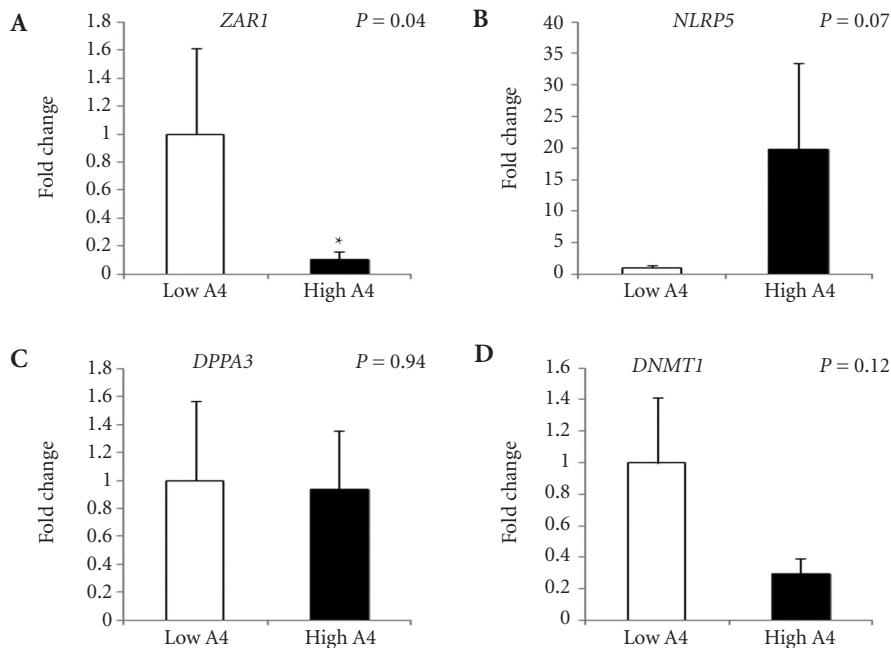 A
ZAR1
P = 0.04
Fold change
1.8
1.6
1.4
1.2
1
0.8
0.6
0.4
0.2
0
*
Low A4
High A4
B
NLRP5
P = 0.07
Fold change
40
35
30
25
20
15
10
5
0
Low A4
High A4
C
DPPA3
P = 0.94
Fold change
1.8
1.6
1.4
1.2
1
0.8
0.6
0.4
0.2
0
Low A4
High A4
D
DNMT1
P = 0.12
Fold change
1.6
1.4
1.2
1
0.8
0.6
0.4
0.2
0
Low A4
High A4